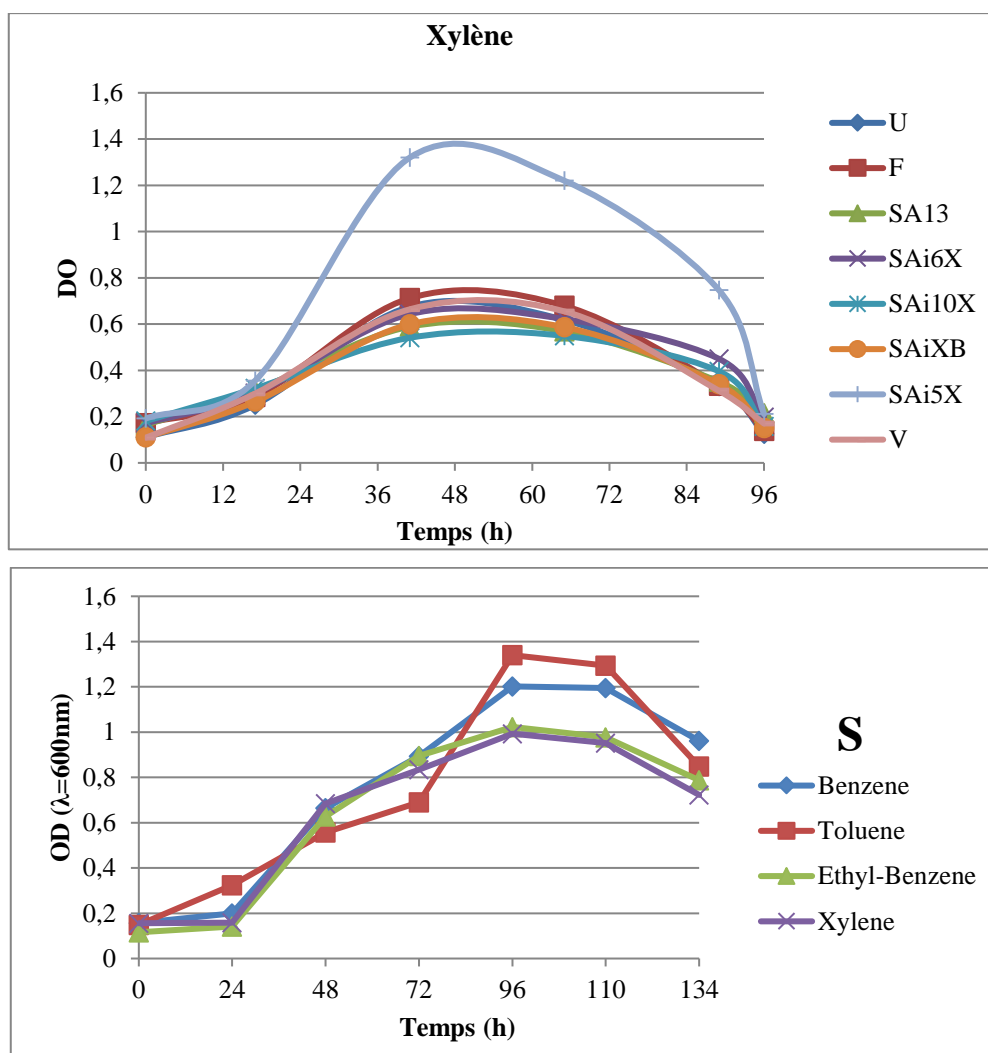 Xylène
1,6
1,4
1,2
1
0,8
0,6
0,4
0,2
0
DO
0 12 24 36 48 60 72 84 96
Temps (h)
U
F
SA13
SAi6X
SAi10X
SAiXB
SAi5X
V
1,6
1,4
1,2
1
0,8
0,6
0,4
0,2
0
OD (λ=600nm)
0 24 48 72 96 110 134
Temps (h)
S
Benzene
Toluene
Ethyl-Benzene
Xylene